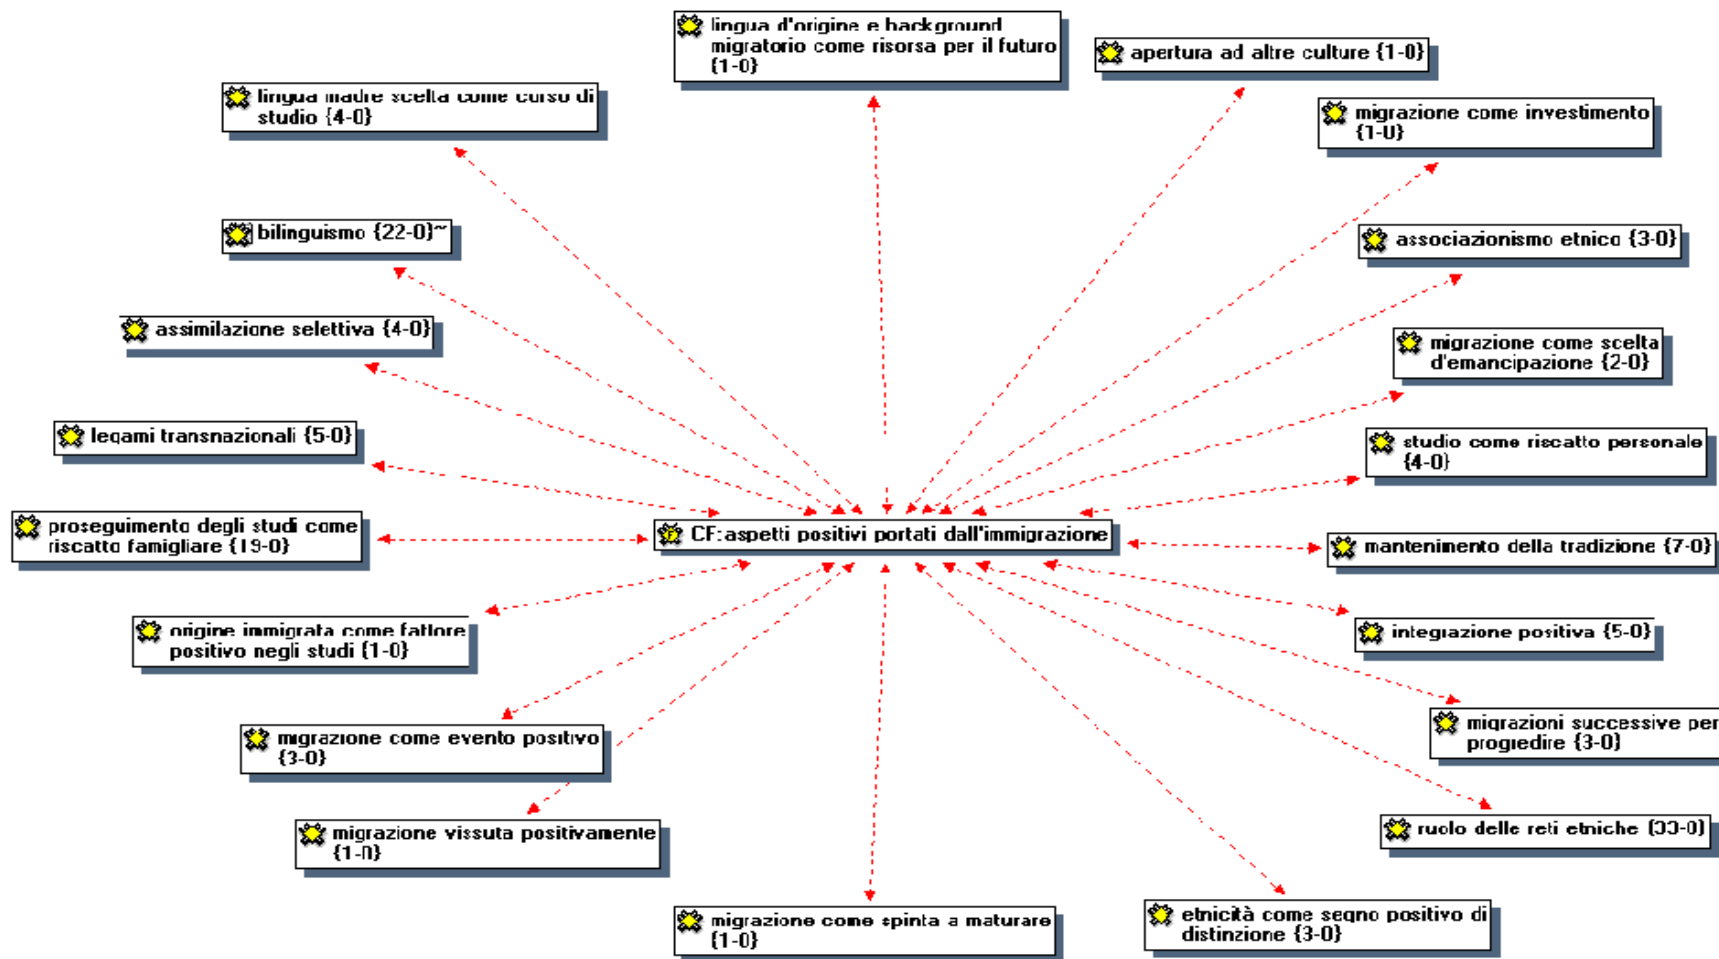 lingua d'origine e background
migratorio come risorsa per il futuro
{1-0}
apertura ad altre culture {1-0}
lingua madre scelta come corso di
studio {4-0}
migrazione come investimento
{1-0}
bilinguismo {22-0}~
associazionismo etnico {3-0}
assimilazione selettiva {4-0}
migrazione come scelta
d'emancipazione {2-0}
legami transnazionali {5-0}
studio come riscatto personale
{4-0}
proseguimento degli studi come
riscatto famigliare {19-0}
CF:aspetti positivi portati dall'immigrazione
mantenimento della tradizione {7-0}
origine immigrata come fattore
positivo negli studi {1-0}
integrazione positiva {5-0}
migrazione come evento positivo
{3-0}
migrazioni successive per
progredire {3-0}
migrazione vissuta positivamente
{1-0}
ruolo delle reti etniche {33-0}
migrazione come spinta a maturare
{1-0}
etnicità come segno positivo di
distinzione {3-0}